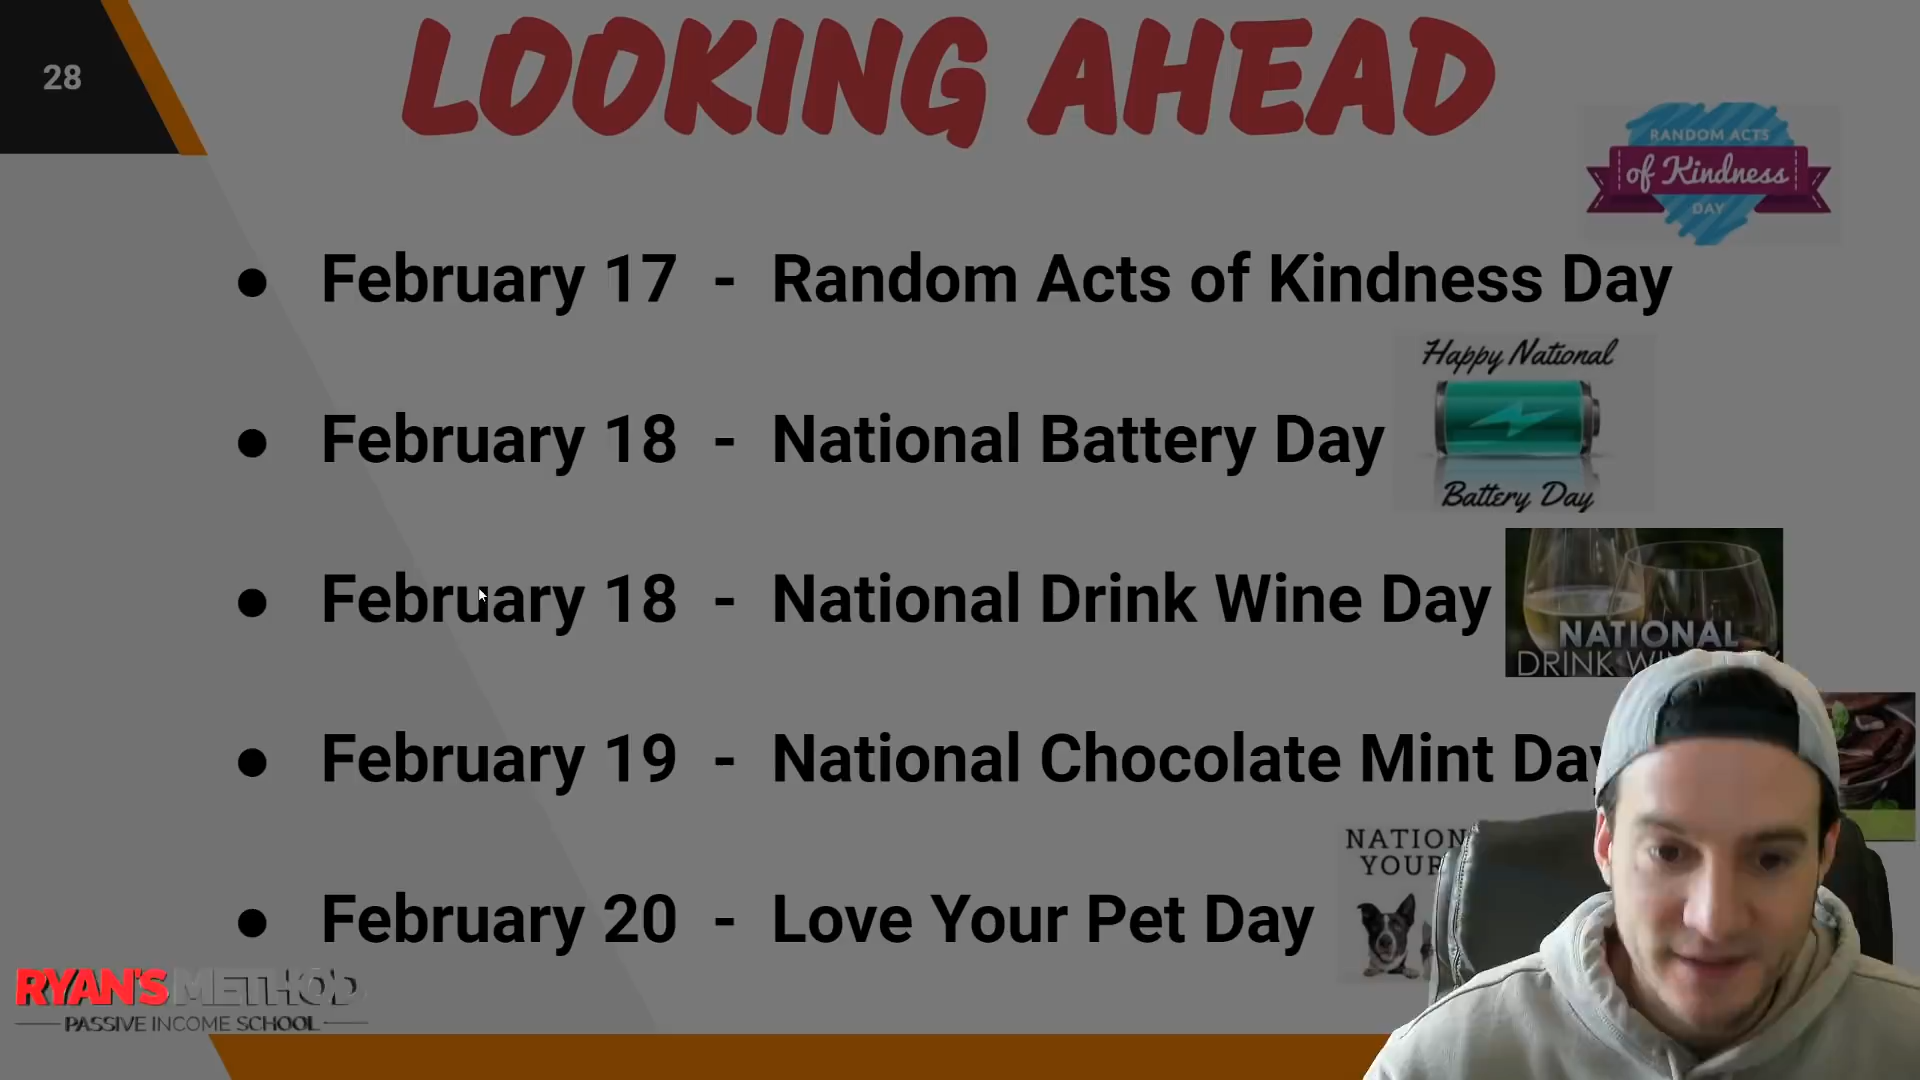 28
LOOKING AHEAD
RANDOM ACTS
of Kindness
DAY
● February 17 - Random Acts of Kindness Day
Happy National
● February 18 - National Battery Day
Battery Day
● February 18 - National Drink Wine Day
NATIONAL
DRINK
● February 19 - National Chocolate Mint Day
NATION
YOUR
● February 20 - Love Your Pet Day
RYAN'S METHOD
PASSIVE INCOME SCHOOL